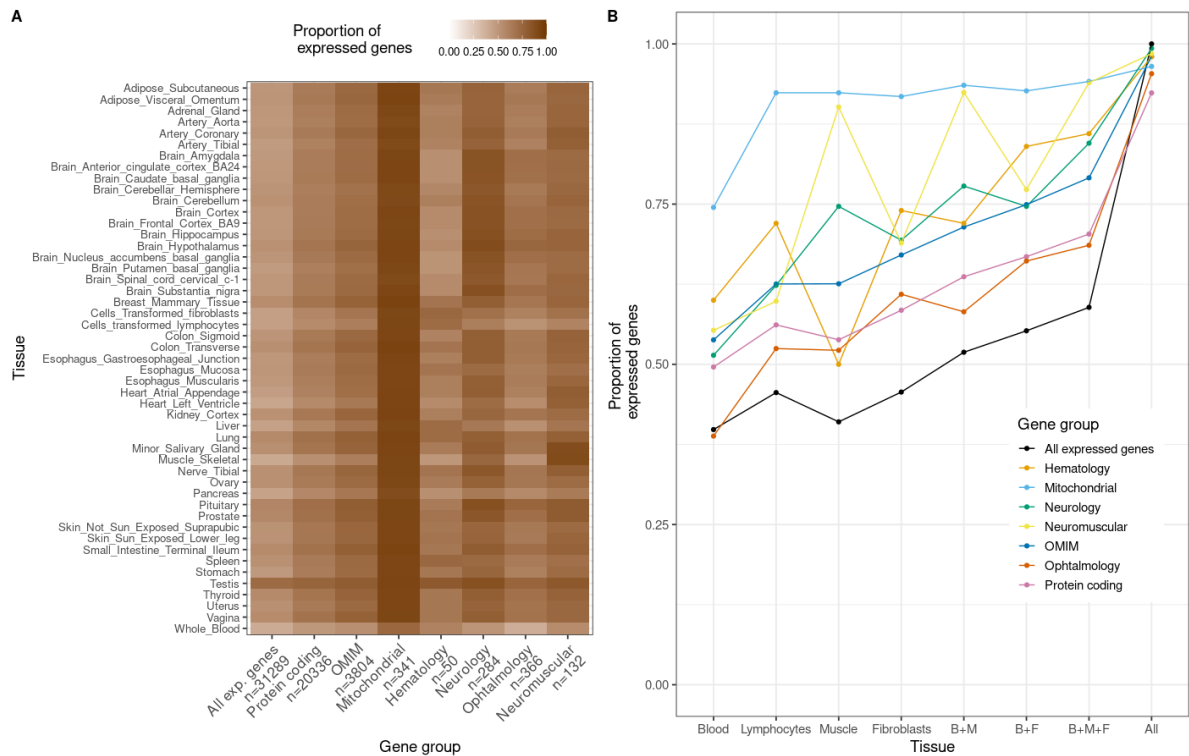 A
Proportion of
expressed genes
0.00 0.25 0.50 0.75 1.00
Tissue
Adipose_Subcutaneous
Adipose_Visceral_Omentum
Adrenal_Gland
Artery_Aorta
Artery_Coronary
Artery_Tibial
Brain_Amygdala
Brain_Anterior_cingulate_cortex_BA24
Brain_Caudate_basal_ganglia
Brain_Cerebellar_Hemisphere
Brain_Cerebellum
Brain_Cortex
Brain_Frontal_Cortex_BA9
Brain_Hippocampus
Brain_Hypothalamus
Brain_Nucleus_accumbens_basal_ganglia
Brain_Putamen_basal_ganglia
Brain_Spinal_cord_cervical_c-1
Brain_Substantia_nigra
Breast_Mammary_Tissue
Cells_Transformed_fibroblasts
Cells_transformed_lymphocytes
Colon_Sigmoid
Colon_Transverse
Esophagus_Gastroesophageal_Junction
Esophagus_Mucosa
Esophagus_Muscularis
Heart_Atrial_Appendage
Heart_Left_Ventricle
Kidney_Cortex
Liver
Lung
Minor_Salivary_Gland
Muscle_Skeletal
Nerve_Tibial
Ovary
Pancreas
Pituitary
Prostate
Skin_Not_Sun_Exposed_Suprapubic
Skin_Sun_Exposed_Lower_leg
Small_Intestine_Terminal_Ileum
Spleen
Stomach
Testis
Thyroid
Uterus
Vagina
Whole_Blood
All exp. genes
n=31289
Protein coding
n=20336
OMIM
n=3804
Mitochondrial
n=341
Hematology
n=50
Neurology
n=284
Ophtalmology
n=366
Neuromuscular
n=132
Gene group
B
Proportion of
expressed genes
1.00
0.75
0.50
0.25
0.00
Gene group
All expressed genes
Hematology
Mitochondrial
Neurology
Neuromuscular
OMIM
Ophtalmology
Protein coding
Blood Lymphocytes Muscle Fibroblasts B+M B+F B+M+F All
Tissue